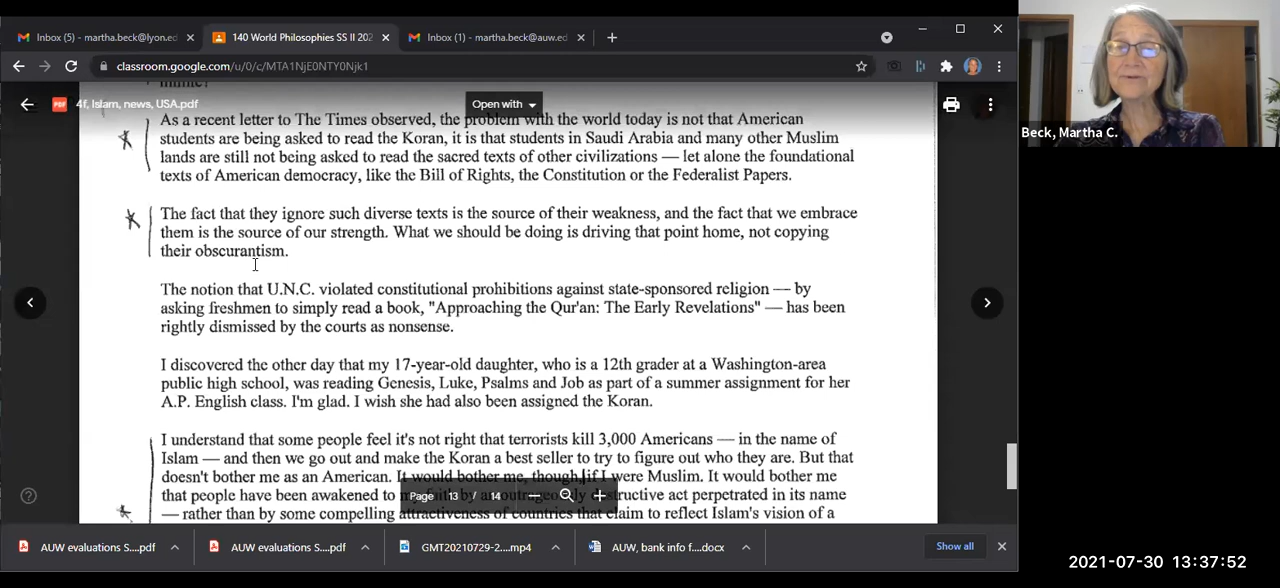 Inbox (5) - martha.beck@lyon.ed
140 World Philosophies SS II 202
Inbox (1) - martha.beck@auw.ed
classroom.google.com/u/0/c/MTA1NjE0NTY0Njk1
4f, Islam, news, USA.pdf
Open with
As a recent letter to The Times observed, the problem with the world today is not that American
students are being asked to read the Koran, it is that students in Saudi Arabia and many other Muslim
lands are still not being asked to read the sacred texts of other civilizations — let alone the foundational
texts of American democracy, like the Bill of Rights, the Constitution or the Federalist Papers.
The fact that they ignore such diverse texts is the source of their weakness, and the fact that we embrace
them is the source of our strength. What we should be doing is driving that point home, not copying
their obscurantism.
The notion that U.N.C. violated constitutional prohibitions against state-sponsored religion — by
asking freshmen to simply read a book, "Approaching the Qur'an: The Early Revelations" — has been
rightly dismissed by the courts as nonsense.
I discovered the other day that my 17-year-old daughter, who is a 12th grader at a Washington-area
public high school, was reading Genesis, Luke, Psalms and Job as part of a summer assignment for her
A.P. English class. I'm glad. I wish she had also been assigned the Koran.
I understand that some people feel it's not right that terrorists kill 3,000 Americans — in the name of
Islam — and then we go out and make the Koran a best seller to try to figure out who they are. But that
doesn't bother me as an American. It would bother me, though, if I were Muslim. It would bother me
that people have been awakened to my faith by an outrageously destructive act perpetrated in its name
— rather than by some compelling attractiveness of countries that claim to reflect Islam's vision of a
Page 13 / 14
Beck, Martha C.
AUW evaluations S....pdf
AUW evaluations S....pdf
GMT20210729-2....mp4
AUW, bank info f....docx
Show all
2021-07-30 13:37:52